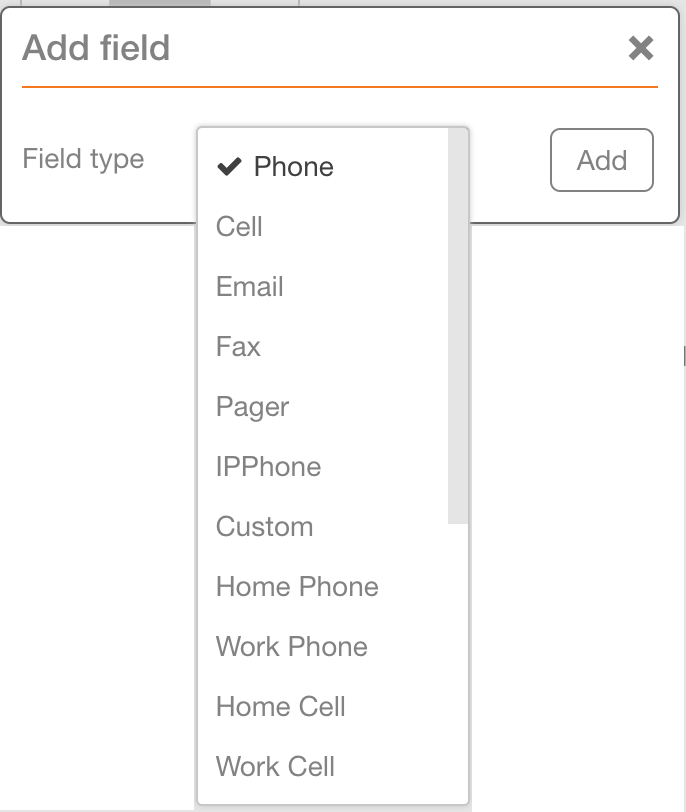 Add field
Field type
Phone
Add
Cell
Email
Fax
Pager
IPPhone
Custom
Home Phone
Work Phone
Home Cell
Work Cell